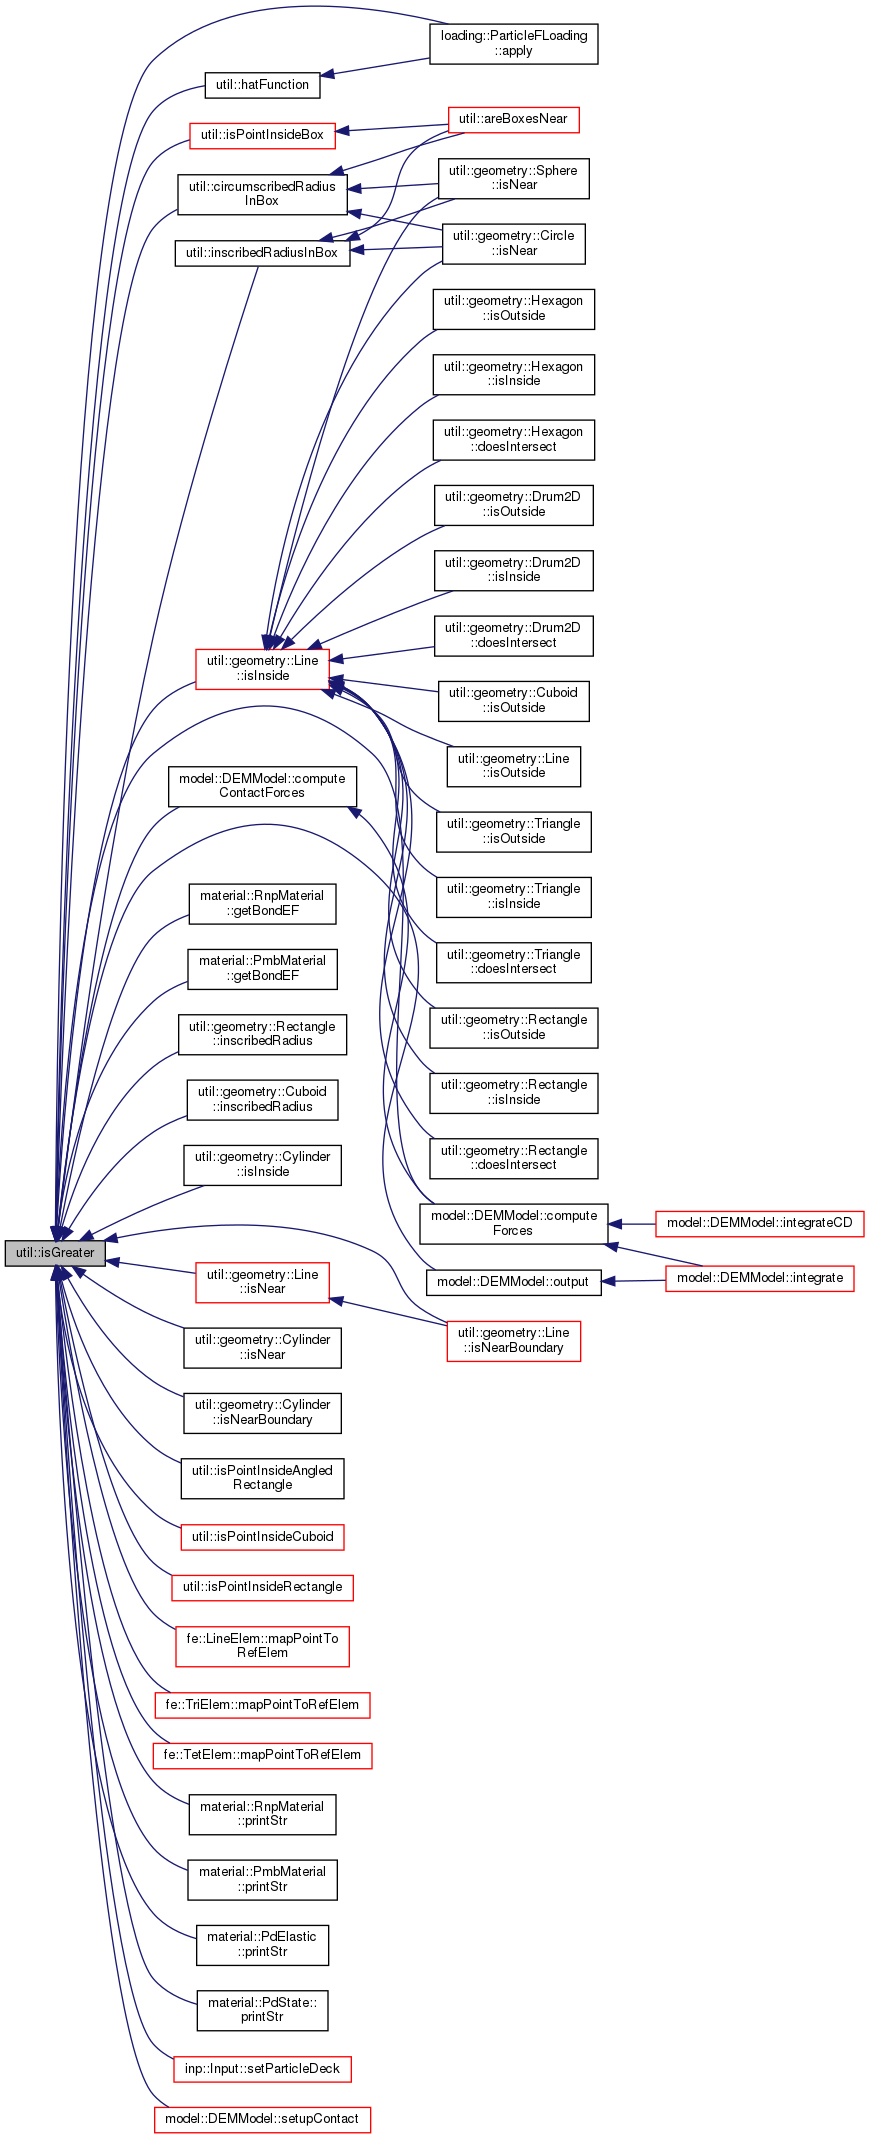 loading::ParticleFLoading
::apply
util::hatFunction
util::areBoxesNear
util::isPointInsideBox
util::geometry::Sphere
::isNear
util::circumscribedRadius
InBox
util::geometry::Circle
::isNear
util::inscribedRadiusInBox
util::geometry::Hexagon
::isOutside
util::geometry::Hexagon
::isInside
util::geometry::Hexagon
::doesIntersect
util::geometry::Drum2D
::isOutside
util::geometry::Drum2D
::isInside
util::geometry::Drum2D
::doesIntersect
util::geometry::Line
::isInside
util::geometry::Cuboid
::isOutside
util::geometry::Line
::isOutside
model::DEMModel::compute
ContactForces
util::geometry::Triangle
::isOutside
util::geometry::Triangle
::isInside
material::RnpMaterial
::getBondEF
util::geometry::Triangle
::doesIntersect
material::PmbMaterial
::getBondEF
util::geometry::Rectangle
::isOutside
util::geometry::Rectangle
::inscribedRadius
util::geometry::Rectangle
::isInside
util::geometry::Cuboid
::inscribedRadius
util::geometry::Rectangle
::doesIntersect
util::geometry::Cylinder
::isInside
model::DEMModel::compute
Forces
model::DEMModel::integrateCD
util::isGreater
model::DEMModel::output
model::DEMModel::integrate
util::geometry::Line
::isNear
util::geometry::Line
::isNearBoundary
util::geometry::Cylinder
::isNear
util::geometry::Cylinder
::isNearBoundary
util::isPointInsideAngled
Rectangle
util::isPointInsideCuboid
util::isPointInsideRectangle
fe::LineElem::mapPointTo
RefElem
fe::TriElem::mapPointToRefElem
fe::TetElem::mapPointToRefElem
material::RnpMaterial
::printStr
material::PmbMaterial
::printStr
material::PdElastic
::printStr
material::PdState::
printStr
inp::Input::setParticleDeck
model::DEMModel::setupContact